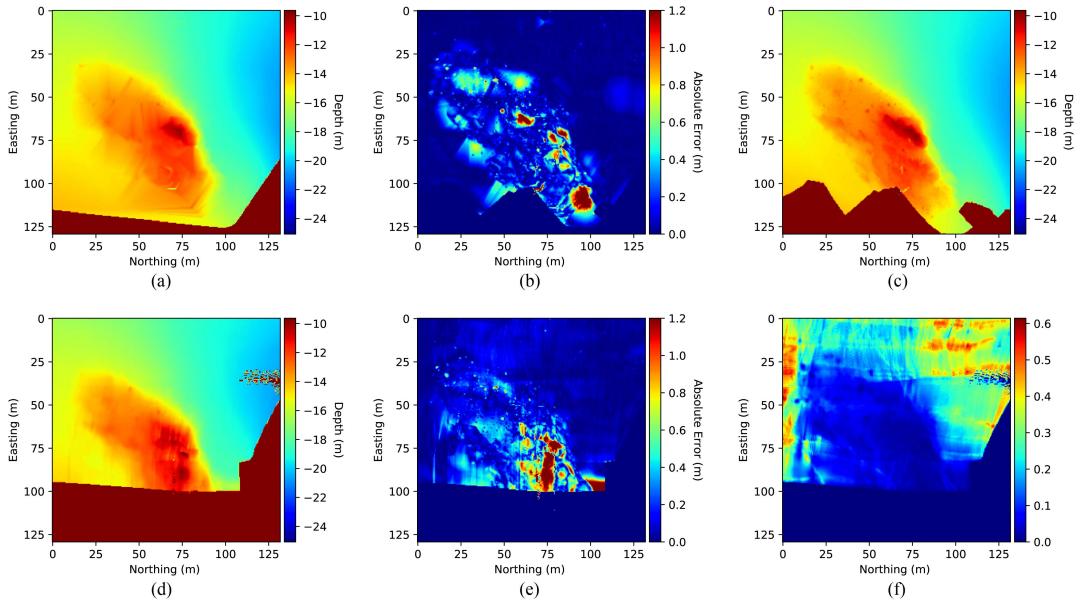 0
25
50
75
100
125
Easting (m)
0 25 50 75 100 125
Northing (m)
−10
−12
−14
−16
−18
−20
−22
−24
Depth (m)
(a)
0
25
50
75
100
125
Easting (m)
0 25 50 75 100 125
Northing (m)
1.2
1.0
0.8
0.6
0.4
0.2
0.0
Absolute Error (m)
(b)
0
25
50
75
100
125
Easting (m)
0 25 50 75 100 125
Northing (m)
−10
−12
−14
−16
−18
−20
−22
−24
Depth (m)
(c)
0
25
50
75
100
125
Easting (m)
0 25 50 75 100 125
Northing (m)
−10
−12
−14
−16
−18
−20
−22
−24
Depth (m)
(d)
0
25
50
75
100
125
Easting (m)
0 25 50 75 100 125
Northing (m)
1.2
1.0
0.8
0.6
0.4
0.2
0.0
Absolute Error (m)
(e)
0
25
50
75
100
125
Easting (m)
0 25 50 75 100 125
Northing (m)
0.6
0.5
0.4
0.3
0.2
0.1
0.0
(f)